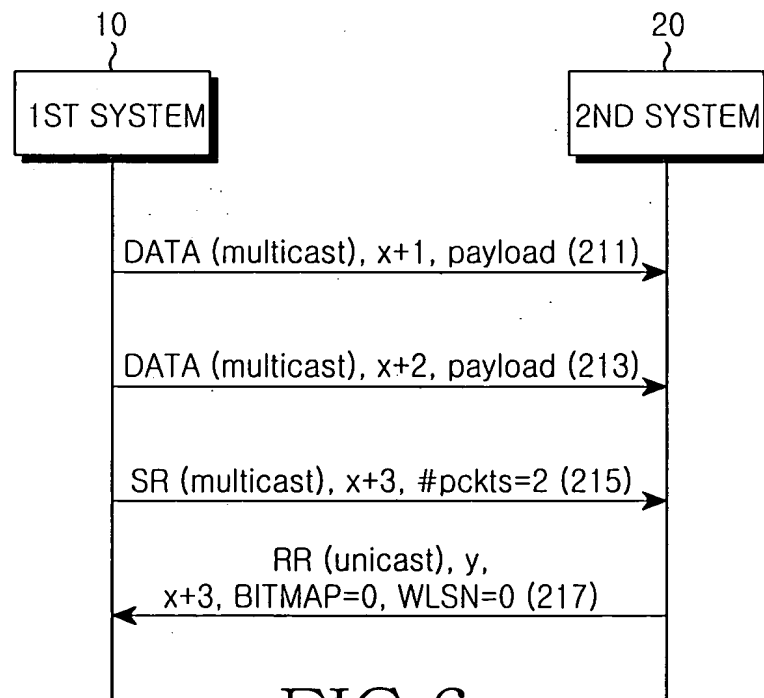 10
20
1ST SYSTEM
2ND SYSTEM
DATA (multicast), x+1, payload (211)
DATA (multicast), x+2, payload (213)
SR (multicast), x+3, #pckts=2 (215)
RR (unicast), y,
x+3, BITMAP=0, WLSN=0 (217)